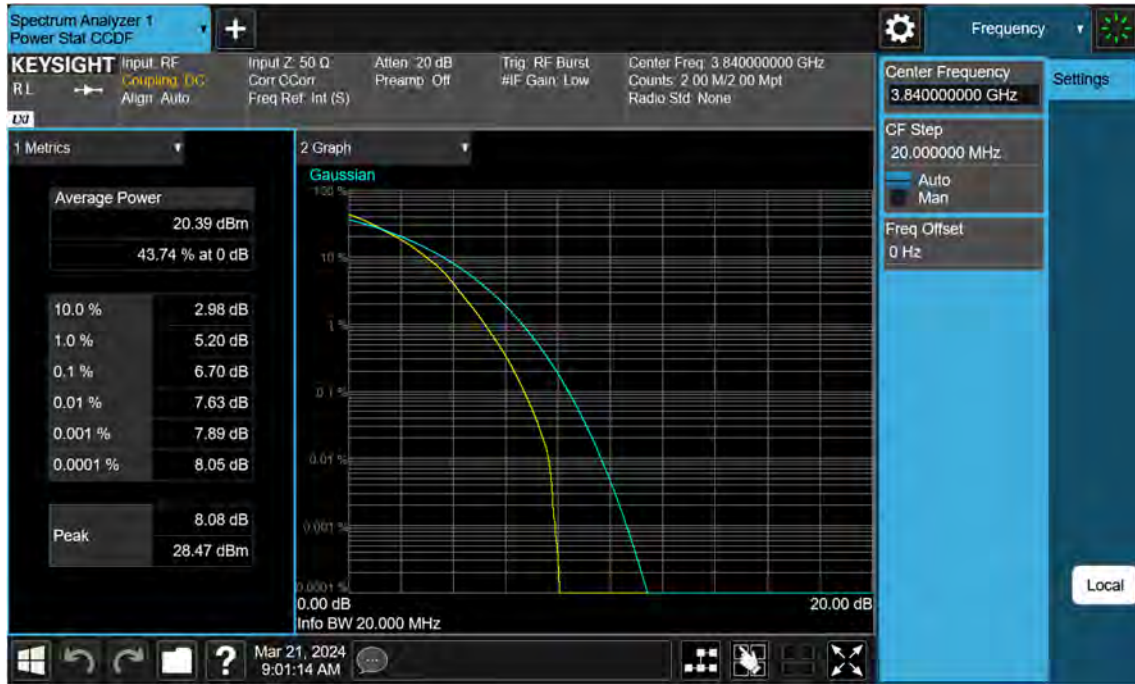 Spectrum Analyzer 1
Power Stat CCDF
+
Frequency
KEYSIGHT
RL
LXI
Input: RF
Coupling: DC
Align: Auto
Input Z: 50 Ω
Corr CCorr
Freq Ref: Int (S)
Atten: 20 dB
Preamp: Off
Trig: RF Burst
#IF Gain: Low
Center Freq: 3.840000000 GHz
Counts: 2.00 M/2.00 Mpt
Radio Std: None
Center Frequency
3.840000000 GHz
Settings
CF Step
20.000000 MHz
Auto
Man
Freq Offset
0 Hz
1 Metrics
Average Power
20.39 dBm
43.74 % at 0 dB
10.0 % 2.98 dB
1.0 % 5.20 dB
0.1 % 6.70 dB
0.01 % 7.63 dB
0.001 % 7.89 dB
0.0001 % 8.05 dB
Peak
8.08 dB
28.47 dBm
2 Graph
Gaussian
100 %
10 %
1 %
0.1 %
0.01 %
0.001 %
0.0001 %
0.00 dB 20.00 dB
Info BW 20.000 MHz
Local
?
Mar 21, 2024
9:01:14 AM